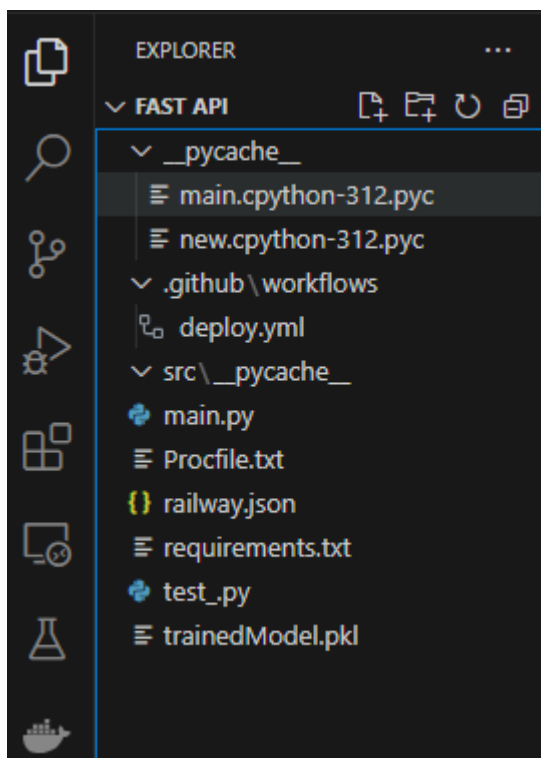 EXPLORER ...
FAST API
__pycache__
main.cpython-312.pyc
new.cpython-312.pyc
.github\workflows
deploy.yml
src\__pycache__
main.py
Procfile.txt
{} railway.json
requirements.txt
test_.py
trainedModel.pkl